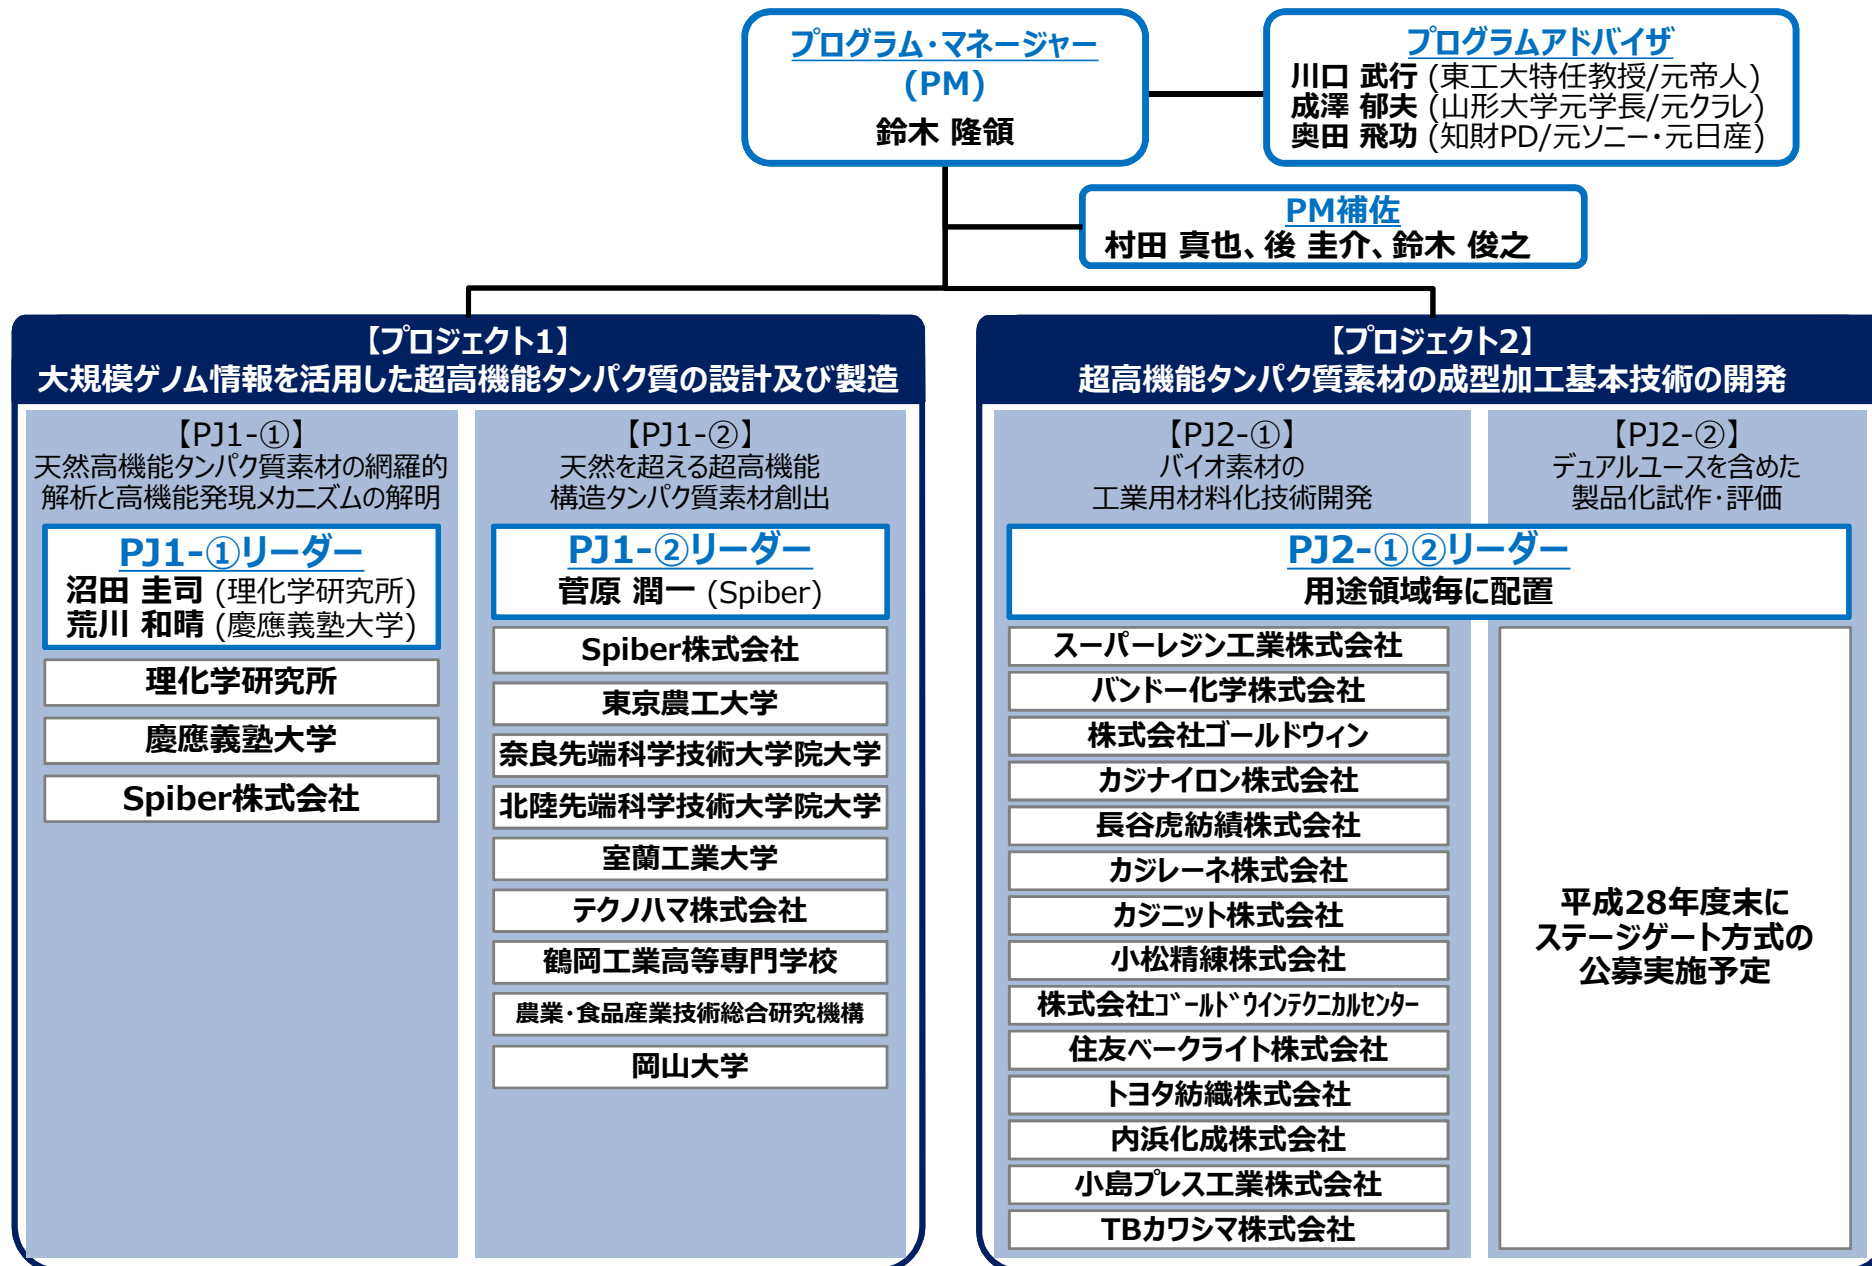 プログラム・マネージャー
(PM)
鈴木 隆領
プログラムアドバイザ
川口 武行 (東工大特任教授/元帝人)
成澤 郁夫 (山形大学元学長/元クラレ)
奥田 飛功 (知財PD/元ソニー・元日産)
PM補佐
村田 真也、後 圭介、鈴木 俊之
【プロジェクト1】
大規模ゲノム情報を活用した超高機能タンパク質の設計及び製造
【PJ1-①】
天然高機能タンパク質素材の網羅的
解析と高機能発現メカニズムの解明
PJ1-①リーダー
沼田 圭司 (理化学研究所)
荒川 和晴 (慶應義塾大学)
理化学研究所
慶應義塾大学
Spiber株式会社
【PJ1-②】
天然を超える超高機能
構造タンパク質素材創出
PJ1-②リーダー
菅原 潤一 (Spiber)
Spiber株式会社
東京農工大学
奈良先端科学技術大学院大学
北陸先端科学技術大学院大学
室蘭工業大学
テクノハマ株式会社
鶴岡工業高等専門学校
農業・食品産業技術総合研究機構
岡山大学
【プロジェクト2】
超高機能タンパク質素材の成型加工基本技術の開発
【PJ2-①】
バイオ素材の
工業用材料化技術開発
【PJ2-②】
デュアルユースを含めた
製品化試作・評価
PJ2-①②リーダー
用途領域毎に配置
スーパーレジン工業株式会社
バンドー化学株式会社
株式会社ゴールドウィン
カジナイロン株式会社
長谷虎紡績株式会社
カジレーネ株式会社
カジニット株式会社
小松精練株式会社
株式会社ゴールドウインテクニカルセンター
住友ベークライト株式会社
トヨタ紡織株式会社
内浜化成株式会社
小島プレス工業株式会社
TBカワシマ株式会社
平成28年度末に
ステージゲート方式の
公募実施予定